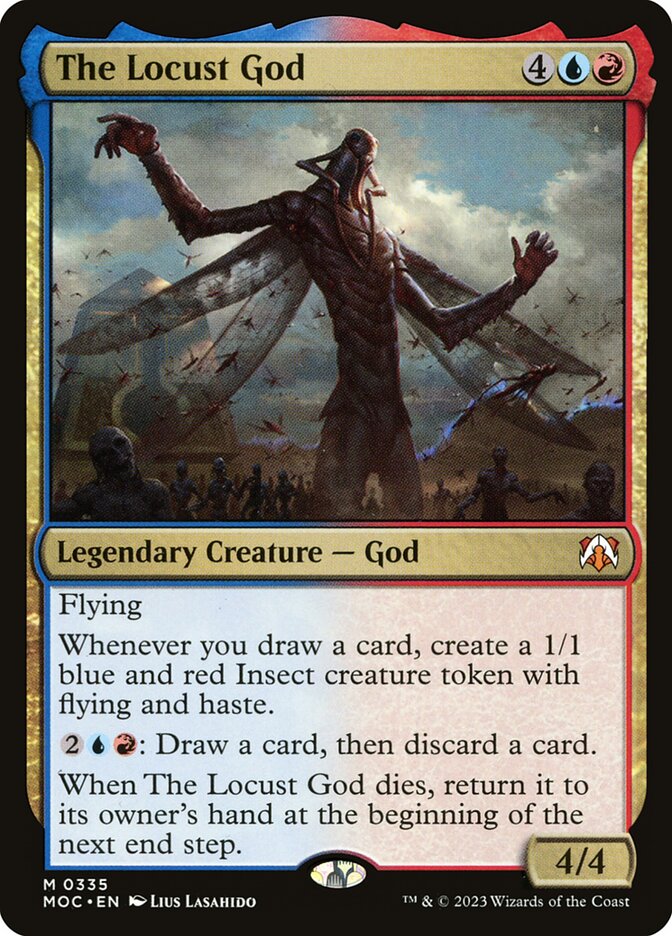 The Locust God 4
Legendary Creature — God
Flying
Whenever you draw a card, create a 1/1
blue and red Insect creature token with
flying and haste.
2: Draw a card, then discard a card.
When The Locust God dies, return it to
its owner's hand at the beginning of the
next end step.
4/4
M 0335
MOC • EN Lius Lasahido
™ & © 2023 Wizards of the Coast